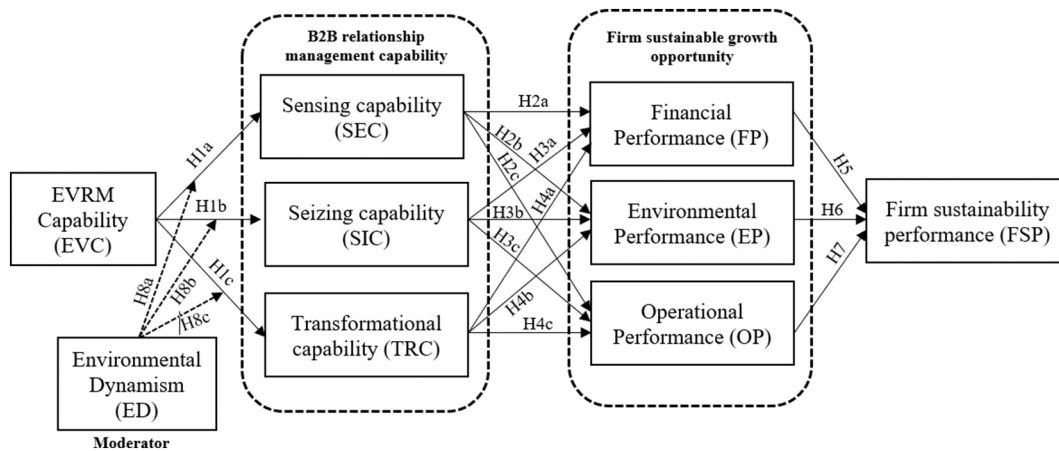 B2B relationship
management capability
Firm sustainable growth
opportunity
Sensing capability
(SEC)
H2a
Financial
Performance (FP)
H1a
H2b
H2c
H3a
H5
EVRM
Capability
(EVC)
H1b
Seizing capability
(SIC)
H3b
H4a
Environmental
Performance (EP)
H6
Firm sustainability
performance (FSP)
H1c
H3c
H7
H8a
H8b
H8c
Transformational
capability (TRC)
H4b
H4c
Operational
Performance (OP)
Environmental
Dynamism
(ED)
Moderator